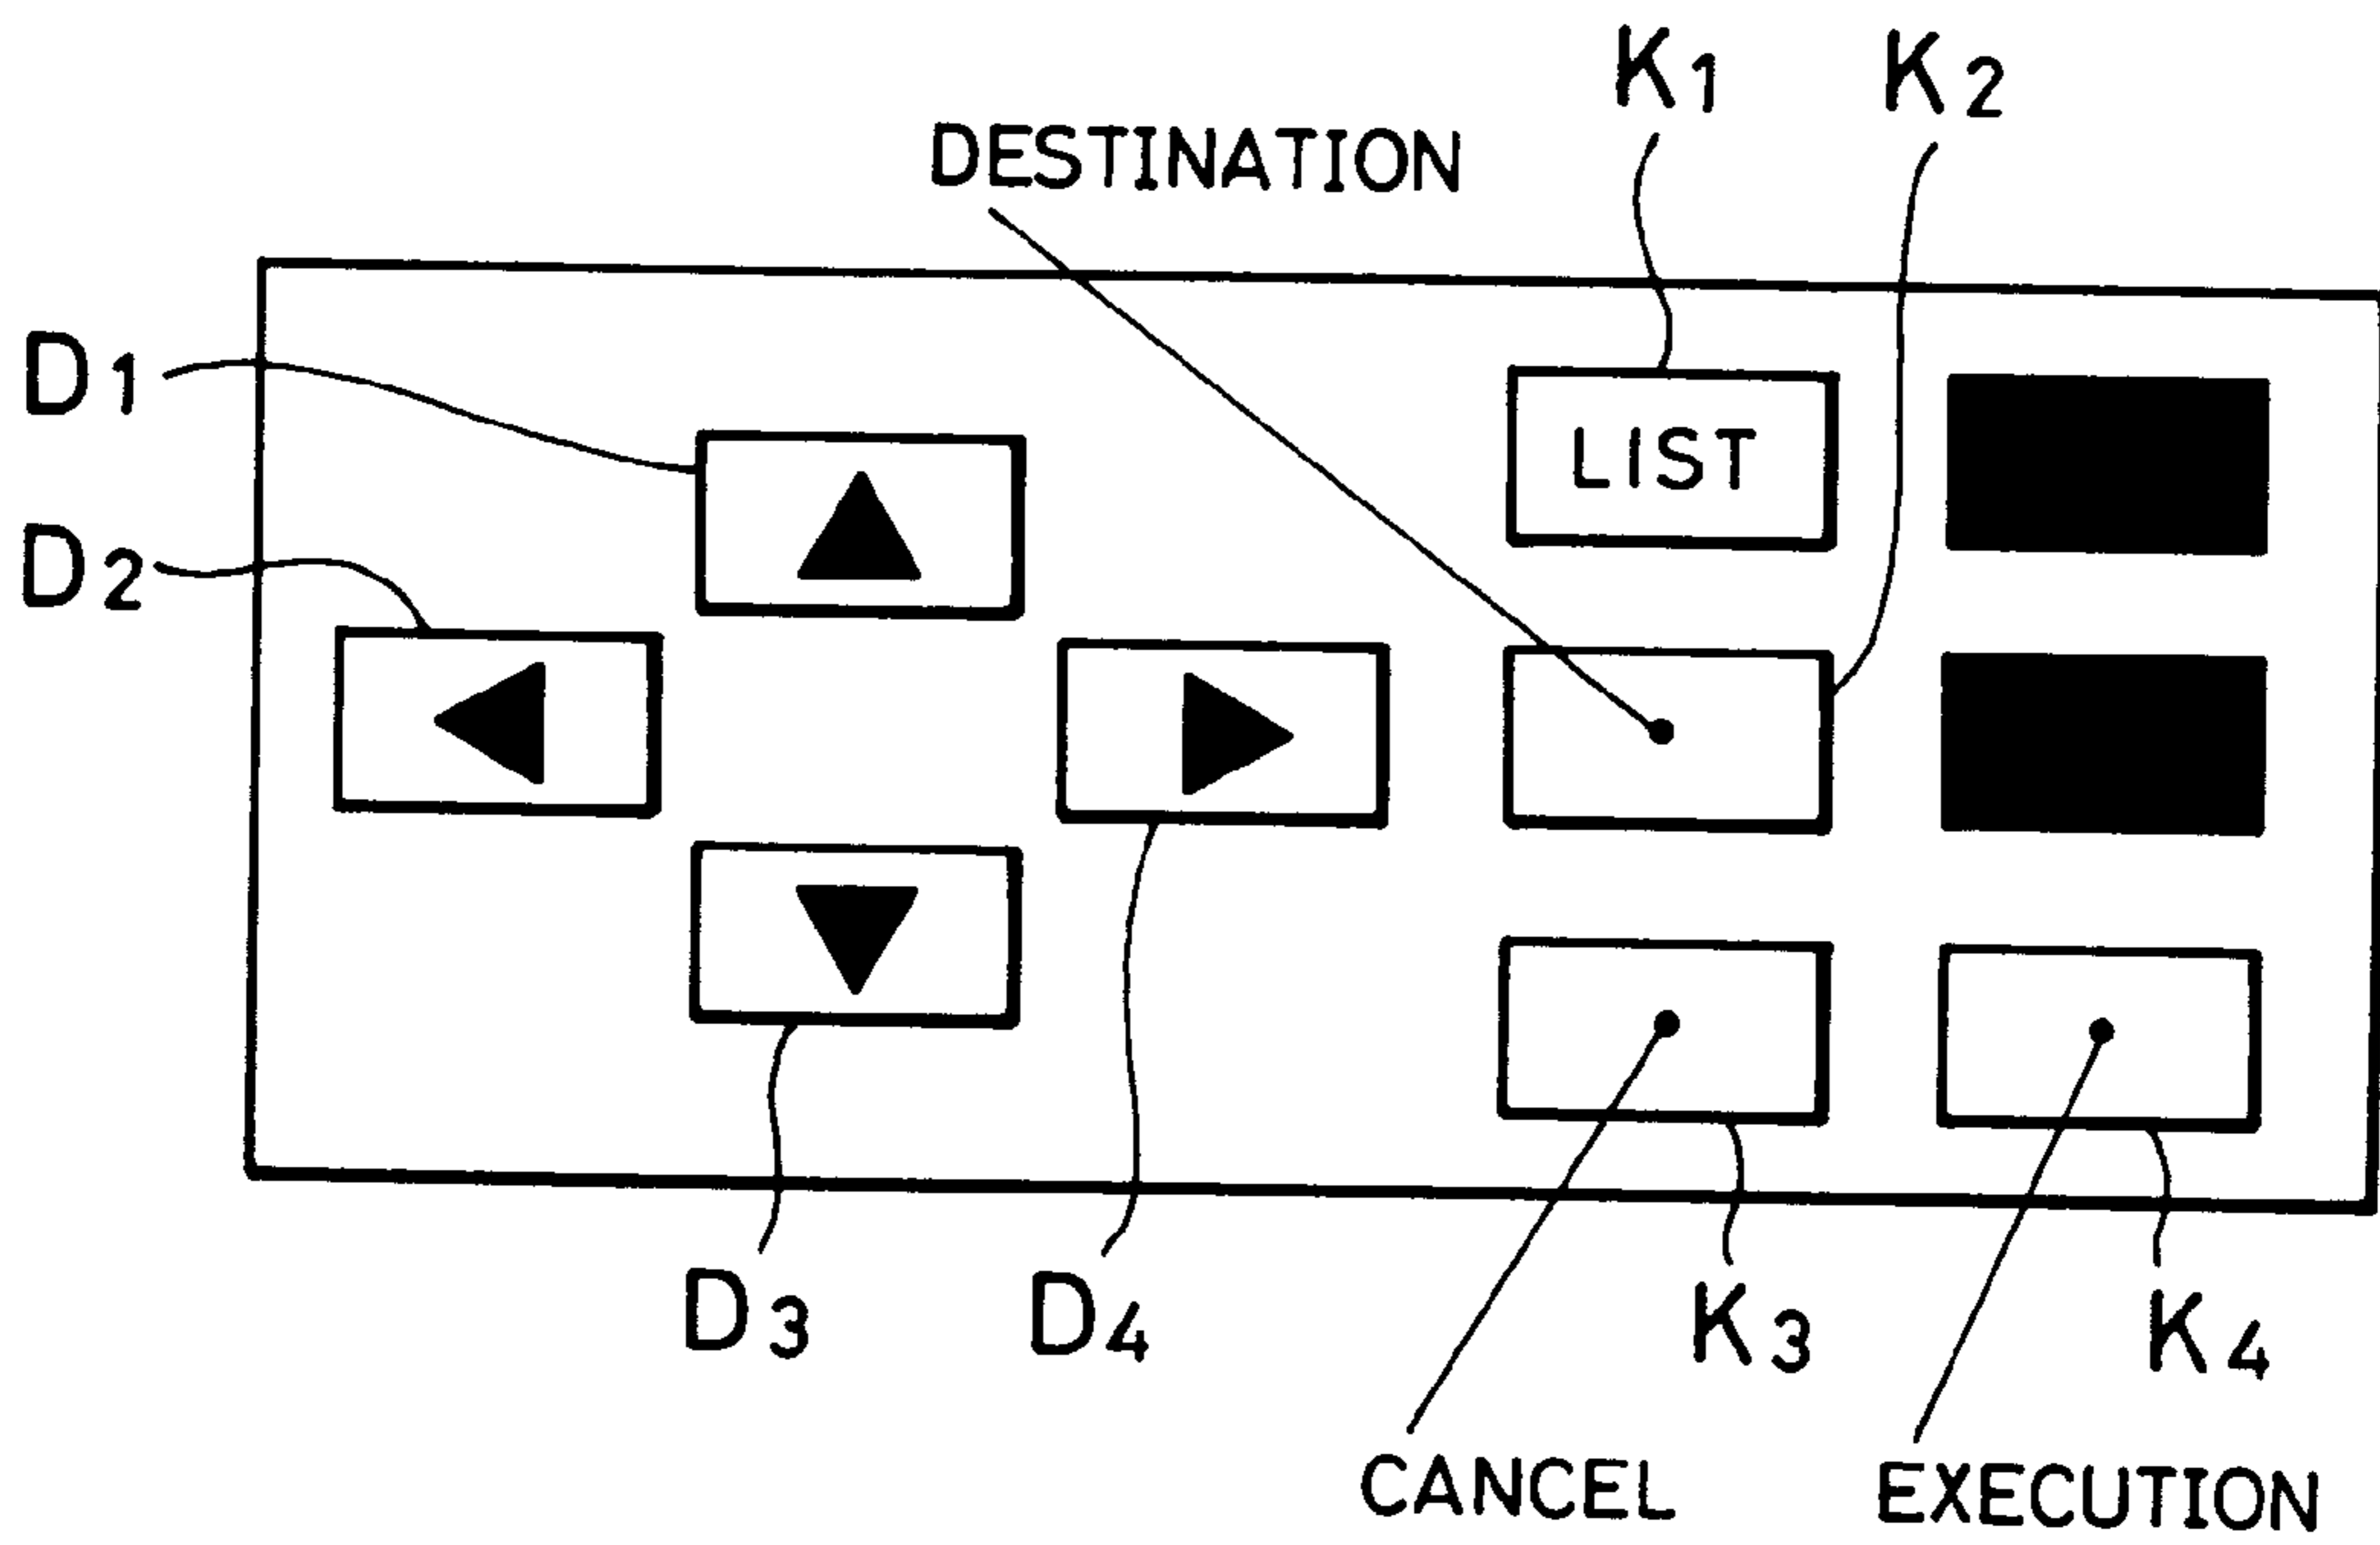 K1 K2
DESTINATION
D1
LIST
D2
D3 D4 K3 K4
CANCEL EXECUTION